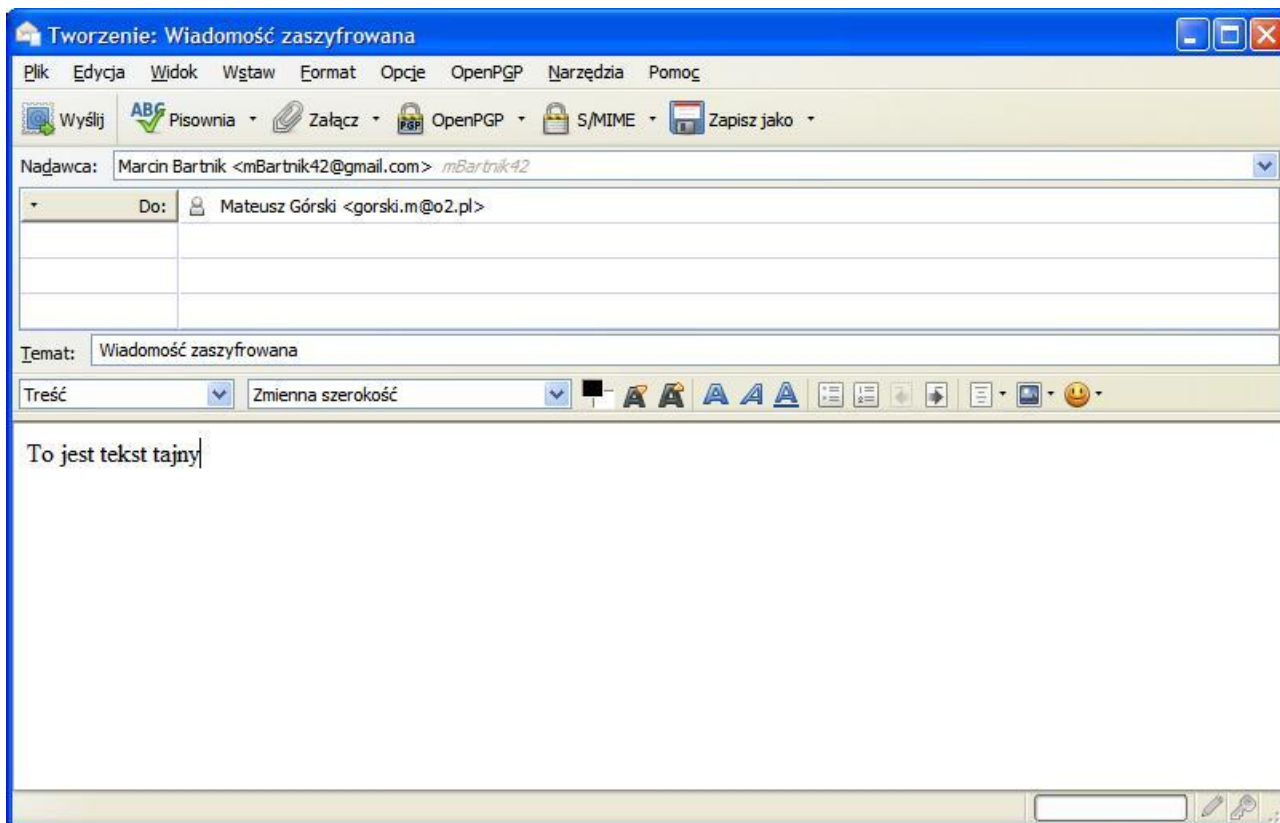 Tworzenie: Wiadomość zaszyfrowana
Plik Edycja Widok Wstaw Format Opcje OpenPGP Narzędzia Pomoc
Wyślij ABC Pisownia Załącz PGP OpenPGP S/MIME Zapisz jako
Nadawca: Marcin Bartnik <mBartnik42@gmail.com> mBartnik42
Do: Mateusz Górski <gorski.m@o2.pl>
Temat: Wiadomość zaszyfrowana
Treść Zmienna szerokość A A A A A
To jest tekst tajny